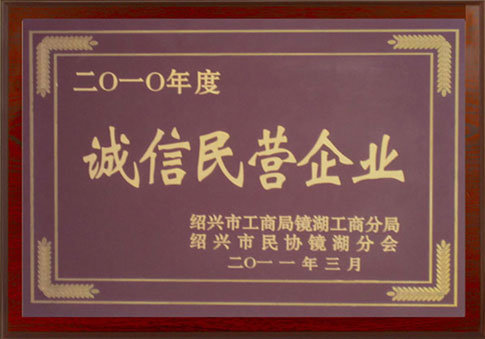 二〇一〇年度
诚信民营企业
绍兴市工商局镜湖工商分局
绍兴市民协镜湖分会
二〇一一年三月